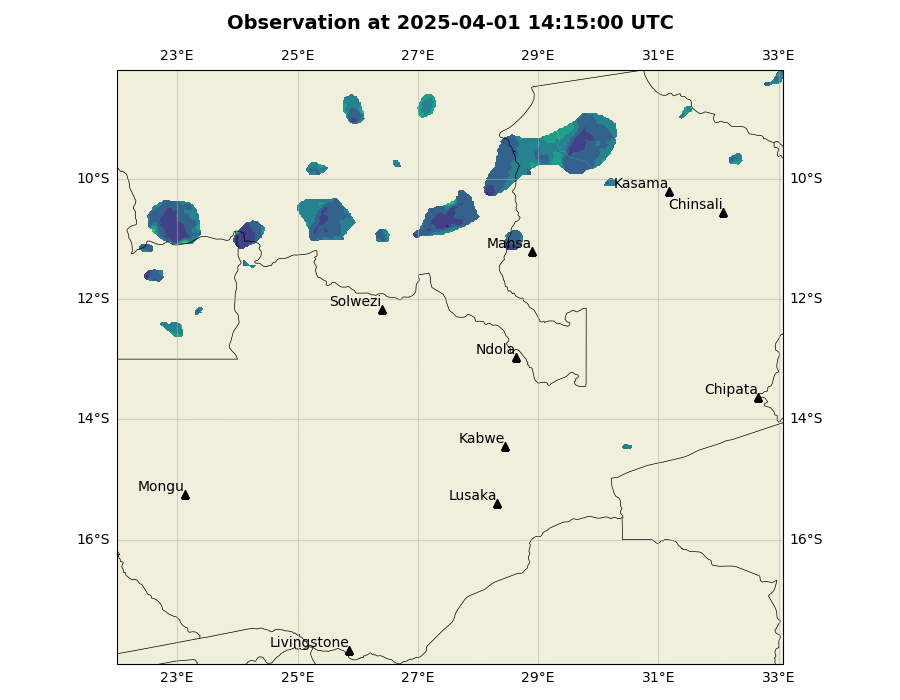 Observation at 2025-04-01 14:15:00 UTC
23°E 25°E 27°E 29°E 31°E 33°E
10°S 10°S
Kasama
Chinsali
Mansa
12°S 12°S
Solwezi
Ndola
Chipata
14°S 14°S
Kabwe
Mongu
Lusaka
16°S 16°S
Livingstone
23°E 25°E 27°E 29°E 31°E 33°E